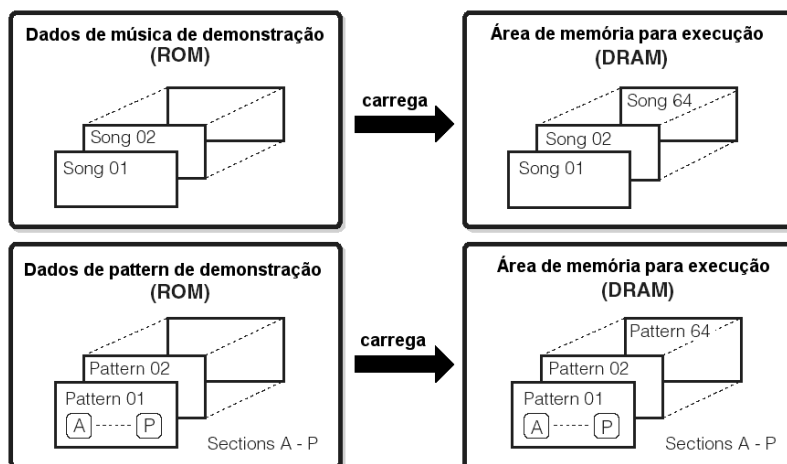 Dados de música de demonstração
(ROM)
Song 02
Song 01
carrega
Área de memória para execução
(DRAM)
Song 64
Song 02
Song 01
Dados de pattern de demonstração
(ROM)
Pattern 02
Pattern 01
A P
Sections A - P
carrega
Área de memória para execução
(DRAM)
Pattern 64
Pattern 02
Pattern 01
A P
Sections A - P